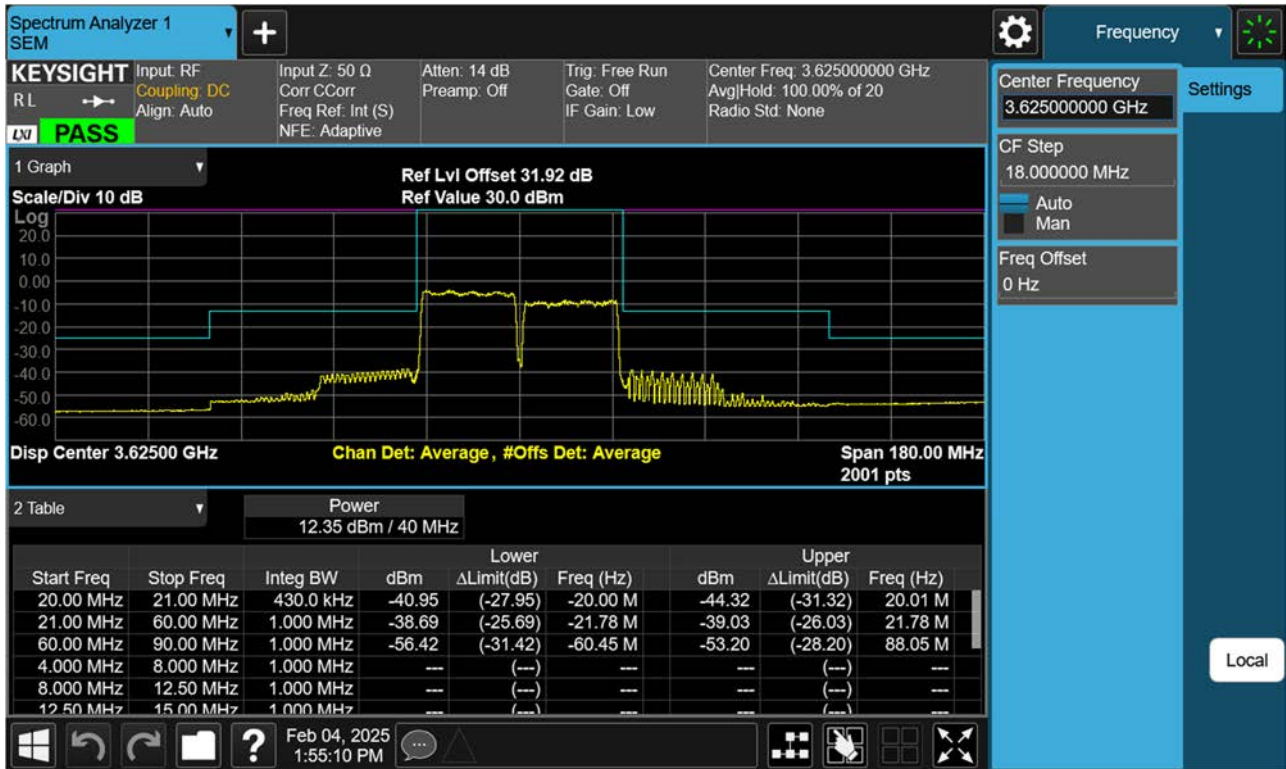 Spectrum Analyzer 1
SEM
+
Frequency
KEYSIGHT
RL
LXI
PASS
Input: RF
Coupling: DC
Align: Auto
Input Z: 50 Ω
Corr CCorr
Freq Ref: Int (S)
NFE: Adaptive
Atten: 14 dB
Preamp: Off
Trig: Free Run
Gate: Off
IF Gain: Low
Center Freq: 3.625000000 GHz
Avg|Hold: 100.00% of 20
Radio Std: None
Center Frequency
3.625000000 GHz
Settings
CF Step
18.000000 MHz
Auto
Man
Freq Offset
0 Hz
Local
1 Graph
Ref Lvl Offset 31.92 dB
Scale/Div 10 dB
Ref Value 30.0 dBm
Log
20.0
10.0
0.00
-10.0
-20.0
-30.0
-40.0
-50.0
-60.0
Disp Center 3.62500 GHz
Chan Det: Average , #Offs Det: Average
Span 180.00 MHz
2001 pts
2 Table
Power
12.35 dBm / 40 MHz
Lower Upper
Start Freq Stop Freq Integ BW dBm ΔLimit(dB) Freq (Hz) dBm ΔLimit(dB) Freq (Hz)
20.00 MHz 21.00 MHz 430.0 kHz -40.95 (-27.95) -20.00 M -44.32 (-31.32) 20.01 M
21.00 MHz 60.00 MHz 1.000 MHz -38.69 (-25.69) -21.78 M -39.03 (-26.03) 21.78 M
60.00 MHz 90.00 MHz 1.000 MHz -56.42 (-31.42) -60.45 M -53.20 (-28.20) 88.05 M
4.000 MHz 8.000 MHz 1.000 MHz --- (---) --- --- (---) ---
8.000 MHz 12.50 MHz 1.000 MHz --- (---) --- --- (---) ---
12.50 MHz 15.00 MHz 1.000 MHz --- (---) --- --- (---) ---
?
Feb 04, 2025
1:55:10 PM